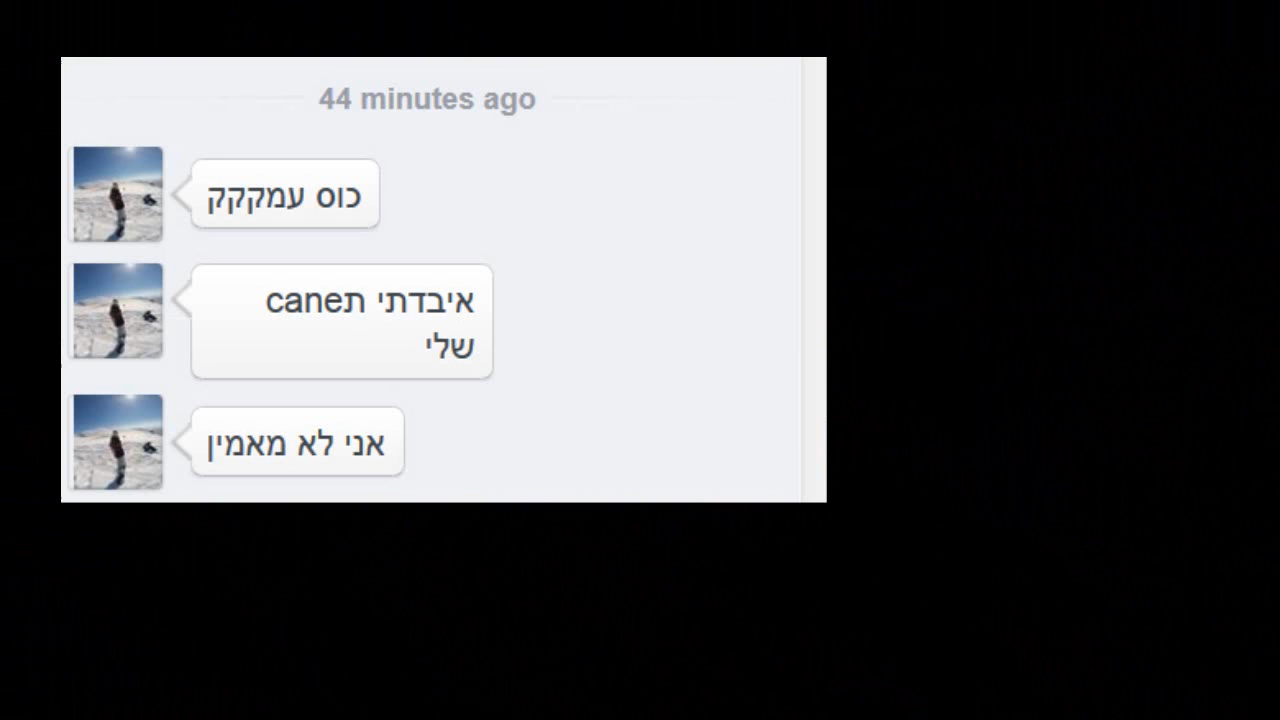 44 minutes ago
כוס עמקקק
איבדתי תcane
שלי
אני לא מאמין